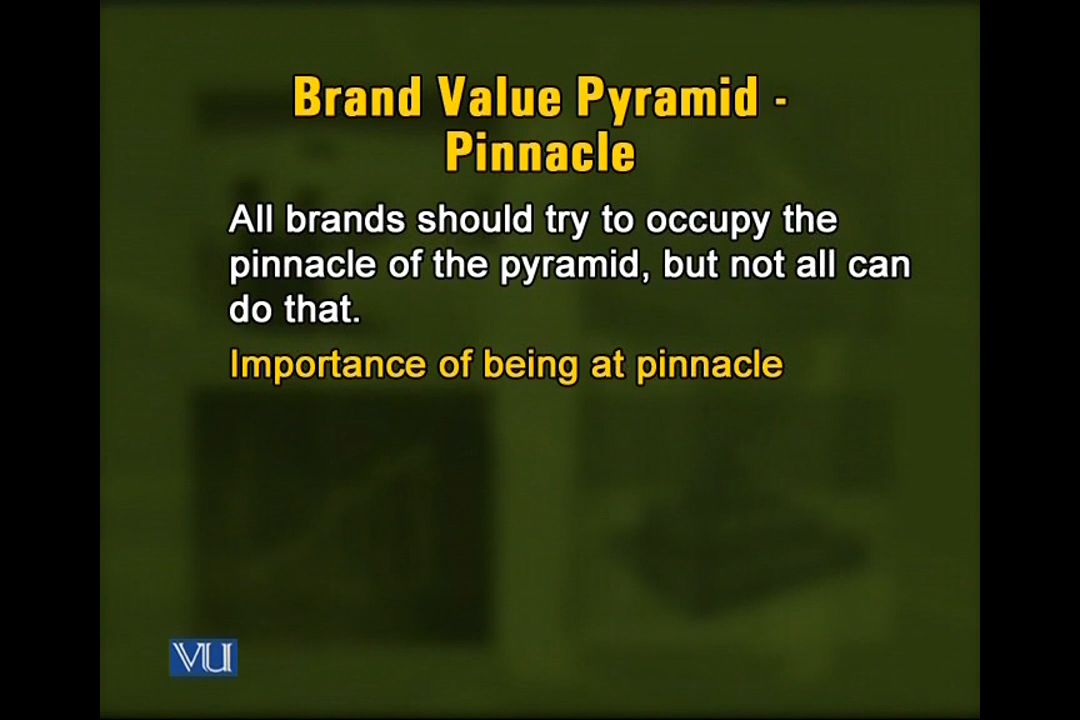 Brand Value Pyramid -
Pinnacle
All brands should try to occupy the
pinnacle of the pyramid, but not all can
do that.
Importance of being at pinnacle
VU